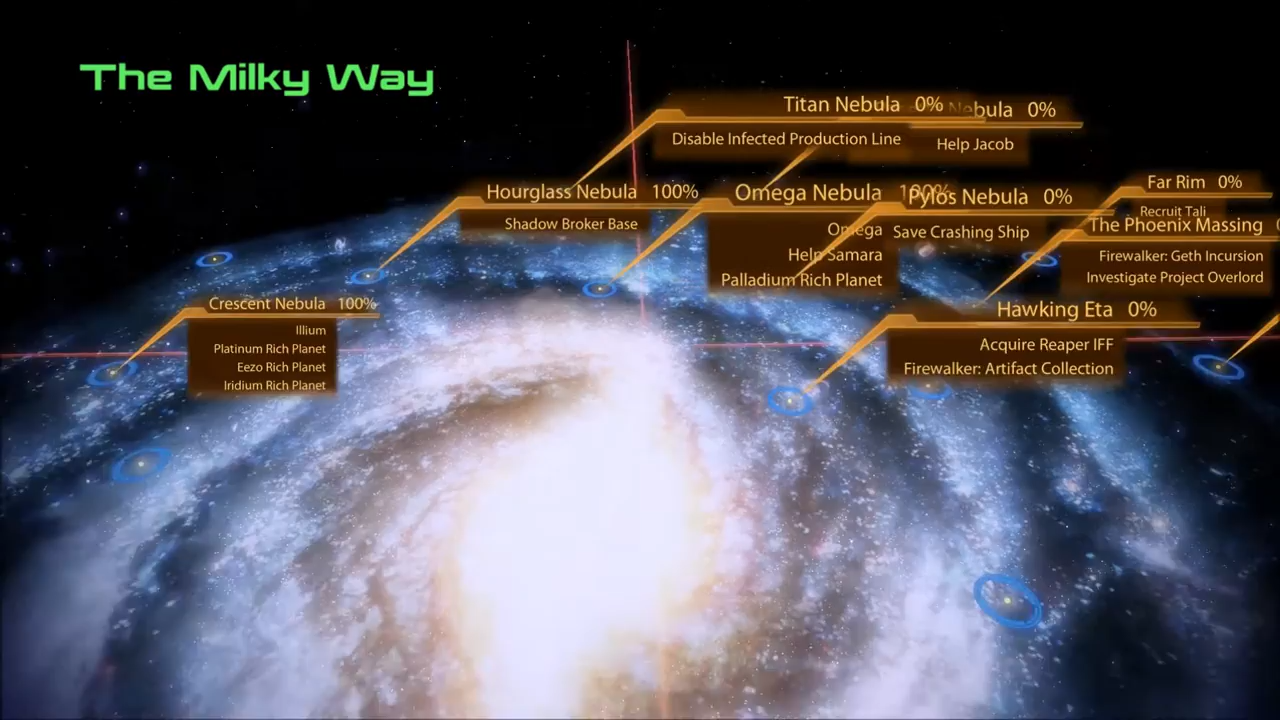 The Milky Way
Titan Nebula 0%
Disable Infected Production Line
Nebula 0%
Help Jacob
Hourglass Nebula 100%
Shadow Broker Base
Omega Nebula 100%
Omega
Help Samara
Palladium Rich Planet
Pylos Nebula 0%
Save Crashing Ship
Far Rim 0%
Recruit Tali
The Phoenix Massing
Firewalker: Geth Incursion
Investigate Project Overlord
Crescent Nebula 100%
Illium
Platinum Rich Planet
Eezo Rich Planet
Iridium Rich Planet
Hawking Eta 0%
Acquire Reaper IFF
Firewalker: Artifact Collection